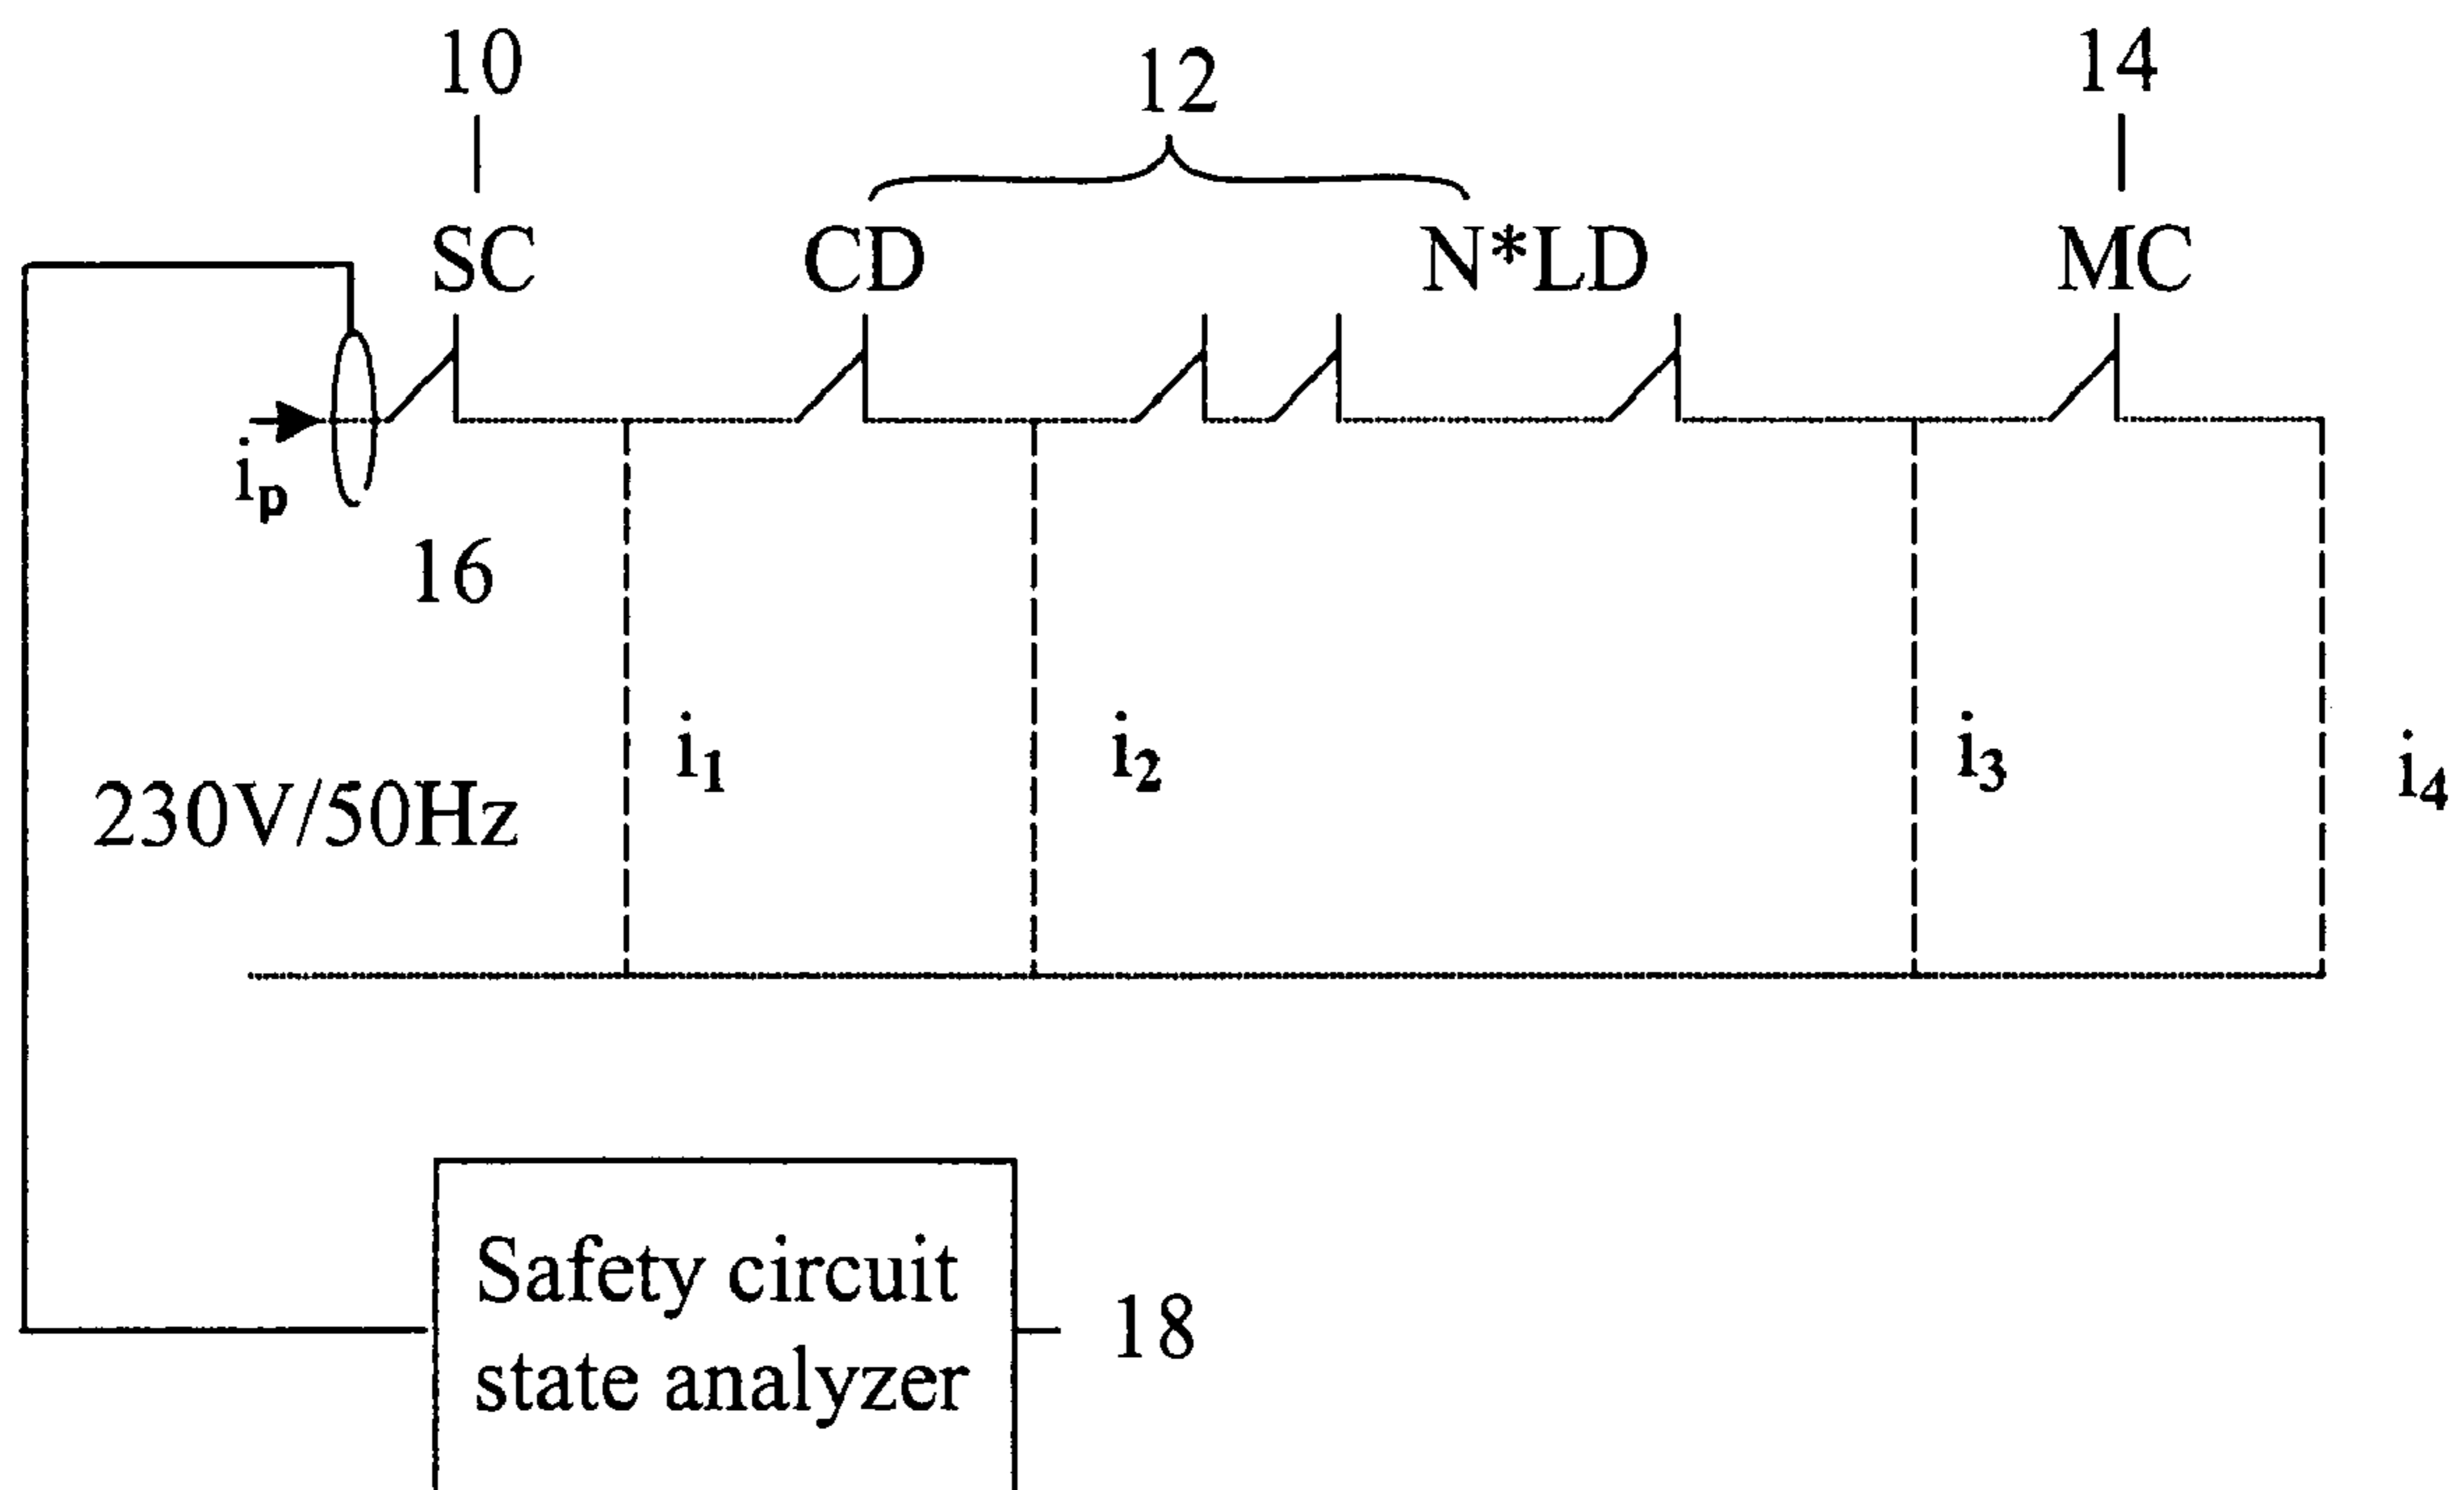 10
12
14
SC
CD
N*LD
MC
ip
16
i1
i2
i3
i4
230V/50Hz
Safety circuit
state analyzer
18